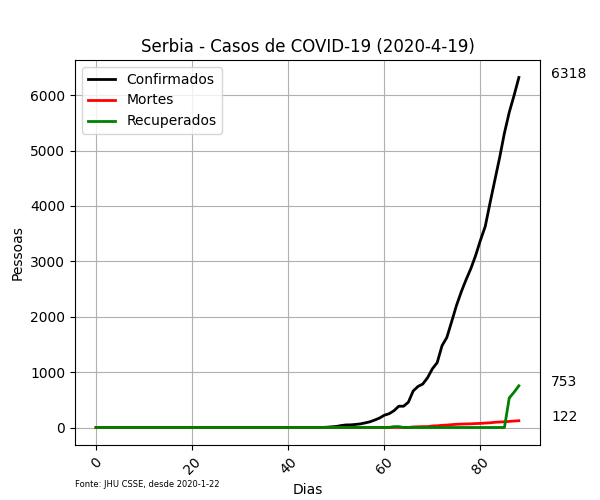 Serbia - Casos de COVID-19 (2020-4-19)
Confirmados
Mortes
Recuperados
6318
753
122
Pessoas
6000
5000
4000
3000
2000
1000
0
0
20
40
60
80
Dias
Fonte: JHU CSSE, desde 2020-1-22